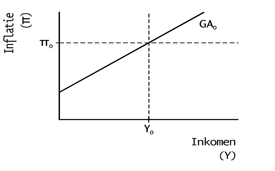 Inflatie
(π)
GA₀
π₀
Y₀
Inkomen
(Y)